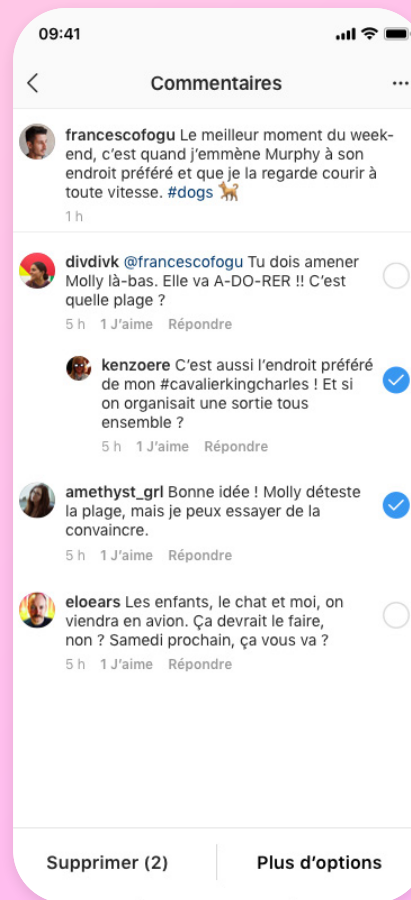 09:41
Commentaires
francescofogu Le meilleur moment du week-
end, c’est quand j’emmène Murphy à son
endroit préféré et que je la regarde courir à
toute vitesse. #dogs 🐕
1 h
divdivk @francescofogu Tu dois amener
Molly là-bas. Elle va A-DO-RER !! C’est
quelle plage ?
5 h 1 J’aime Répondre
kenzoere C’est aussi l’endroit préféré
de mon #cavalierkingcharles ! Et si
on organisait une sortie tous
ensemble ?
5 h 1 J’aime Répondre
amethyst_grl Bonne idée ! Molly déteste
la plage, mais je peux essayer de la
convaincre.
5 h 1 J’aime Répondre
eloears Les enfants, le chat et moi, on
viendra en avion. Ça devrait le faire,
non ? Samedi prochain, ça vous va ?
5 h 1 J’aime Répondre
Supprimer (2) Plus d’options